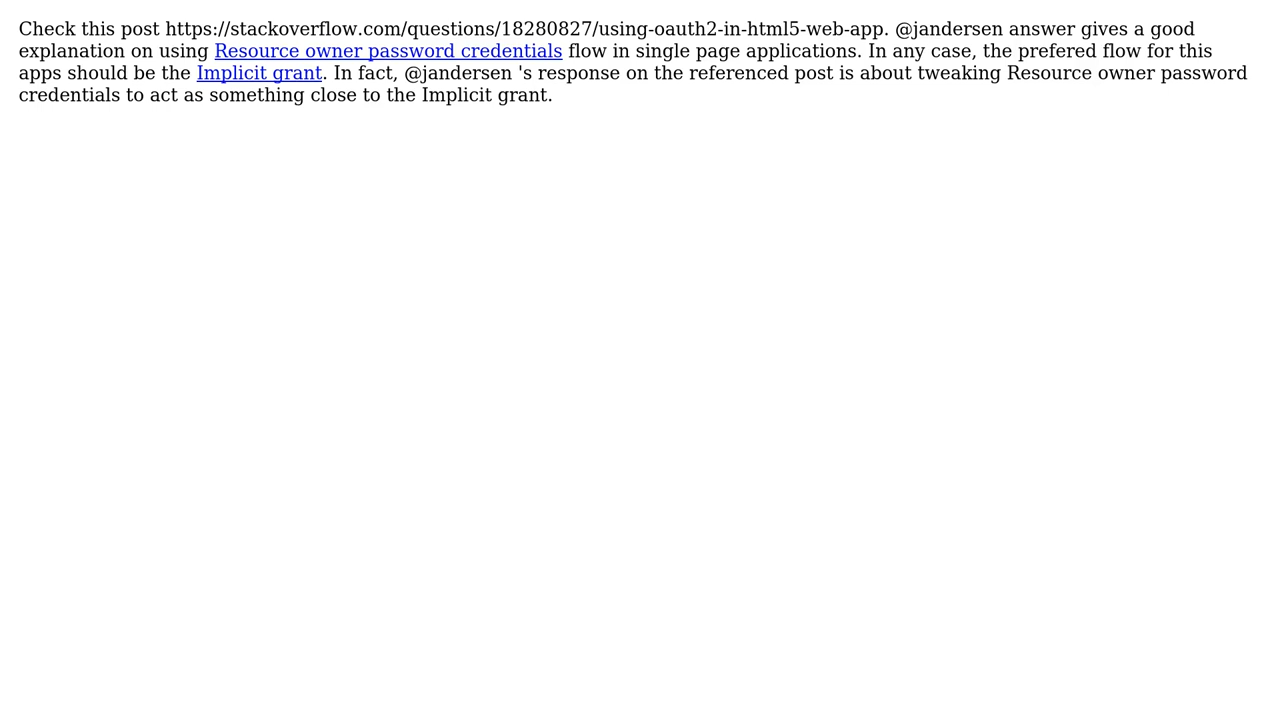 Check this post https://stackoverflow.com/questions/18280827/using-oauth2-in-html5-web-app. @jandersen answer gives a good
explanation on using Resource owner password credentials flow in single page applications. In any case, the prefered flow for this
apps should be the Implicit grant. In fact, @jandersen 's response on the referenced post is about tweaking Resource owner password
credentials to act as something close to the Implicit grant.